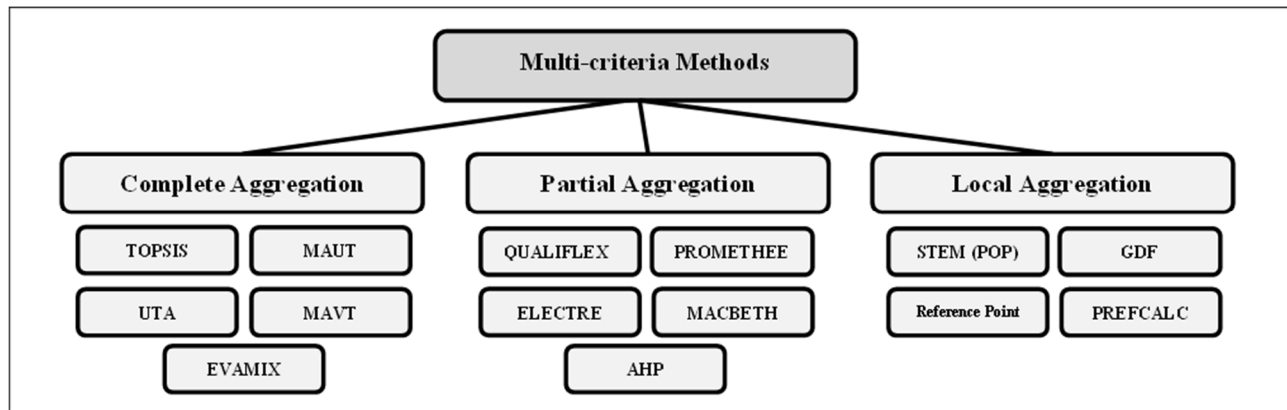 Multi-criteria Methods
Complete Aggregation
TOPSIS
MAUT
UTA
MAVT
EVAMIX
Partial Aggregation
QUALIFLEX
PROMETHEE
ELECTRE
MACBETH
AHP
Local Aggregation
STEM (POP)
GDF
Reference Point
PREFCALC